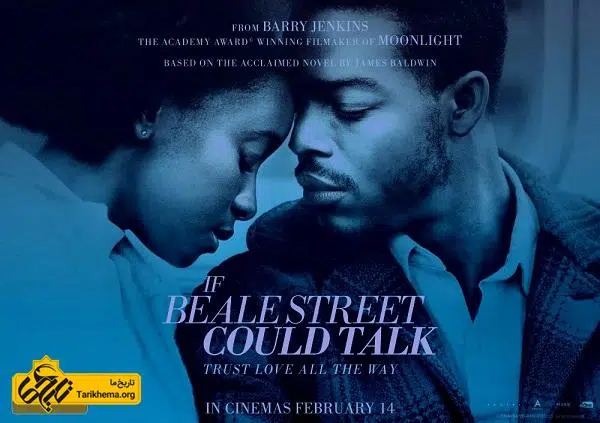 FROM BARRY JENKINS
THE ACADEMY AWARD® WINNING FILMAKER OF MOONLIGHT
BASED ON THE ACCLAIMED NOVEL BY JAMES BALDWIN
IF
BEALE STREET
COULD TALK
TRUST LOVE ALL THE WAY
تاریخ ما
Tarikhema.org
IN CINEMAS FEBRUARY 14